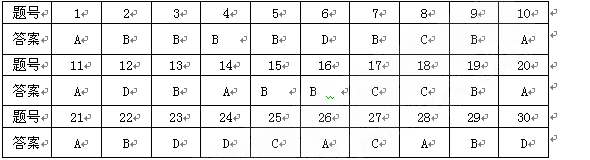 题号 1 2 3 4 5 6 7 8 9 10
答案 A B B B B D B C B A
题号 11 12 13 14 15 16 17 18 19 20
答案 A D B A B B C C B A
题号 21 22 23 24 25 26 27 28 29 30
答案 A B D D C A C A B D